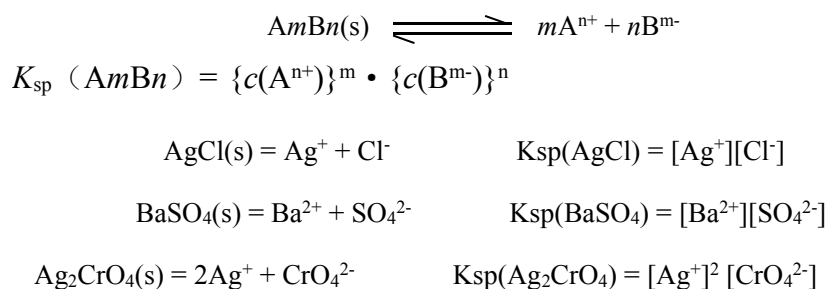 AmBn(s) ⇌ mAⁿ⁺ + nBᵐ⁻
Ksp（AmBn）= {c(Aⁿ⁺)}ᵐ • {c(Bᵐ⁻)}ⁿ
AgCl(s) = Ag⁺ + Cl⁻ Ksp(AgCl) = [Ag⁺][Cl⁻]
BaSO₄(s) = Ba²⁺ + SO₄²⁻ Ksp(BaSO₄) = [Ba²⁺][SO₄²⁻]
Ag₂CrO₄(s) = 2Ag⁺ + CrO₄²⁻ Ksp(Ag₂CrO₄) = [Ag⁺]² [CrO₄²⁻]